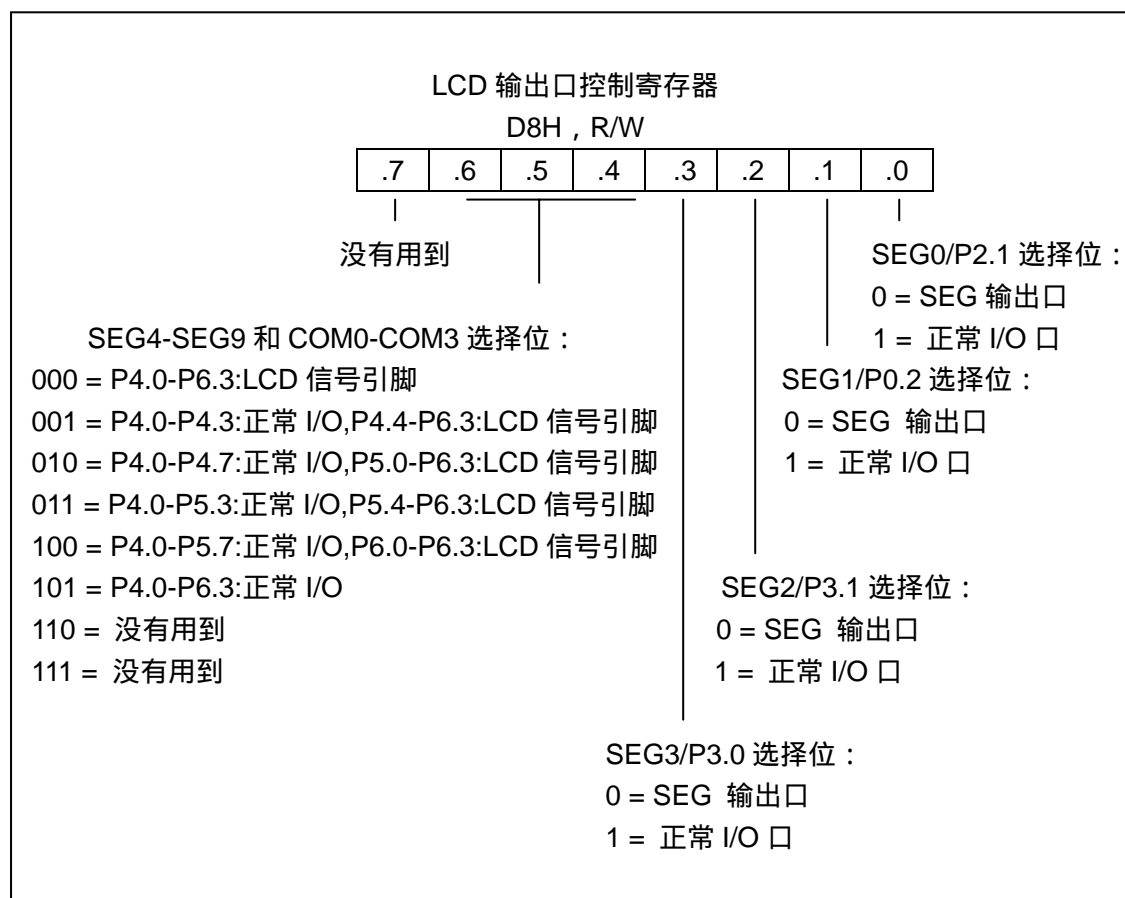 LCD 输出口控制寄存器
D8H , R/W
.7 .6 .5 .4 .3 .2 .1 .0
没有用到
SEG0/P2.1 选择位：
0 = SEG 输出口
1 = 正常 I/O 口
SEG4-SEG9 和 COM0-COM3 选择位：
000 = P4.0-P6.3:LCD 信号引脚
001 = P4.0-P4.3:正常 I/O,P4.4-P6.3:LCD 信号引脚
010 = P4.0-P4.7:正常 I/O,P5.0-P6.3:LCD 信号引脚
011 = P4.0-P5.3:正常 I/O,P5.4-P6.3:LCD 信号引脚
100 = P4.0-P5.7:正常 I/O,P6.0-P6.3:LCD 信号引脚
101 = P4.0-P6.3:正常 I/O
110 = 没有用到
111 = 没有用到
SEG1/P0.2 选择位：
0 = SEG 输出口
1 = 正常 I/O 口
SEG2/P3.1 选择位：
0 = SEG 输出口
1 = 正常 I/O 口
SEG3/P3.0 选择位：
0 = SEG 输出口
1 = 正常 I/O 口